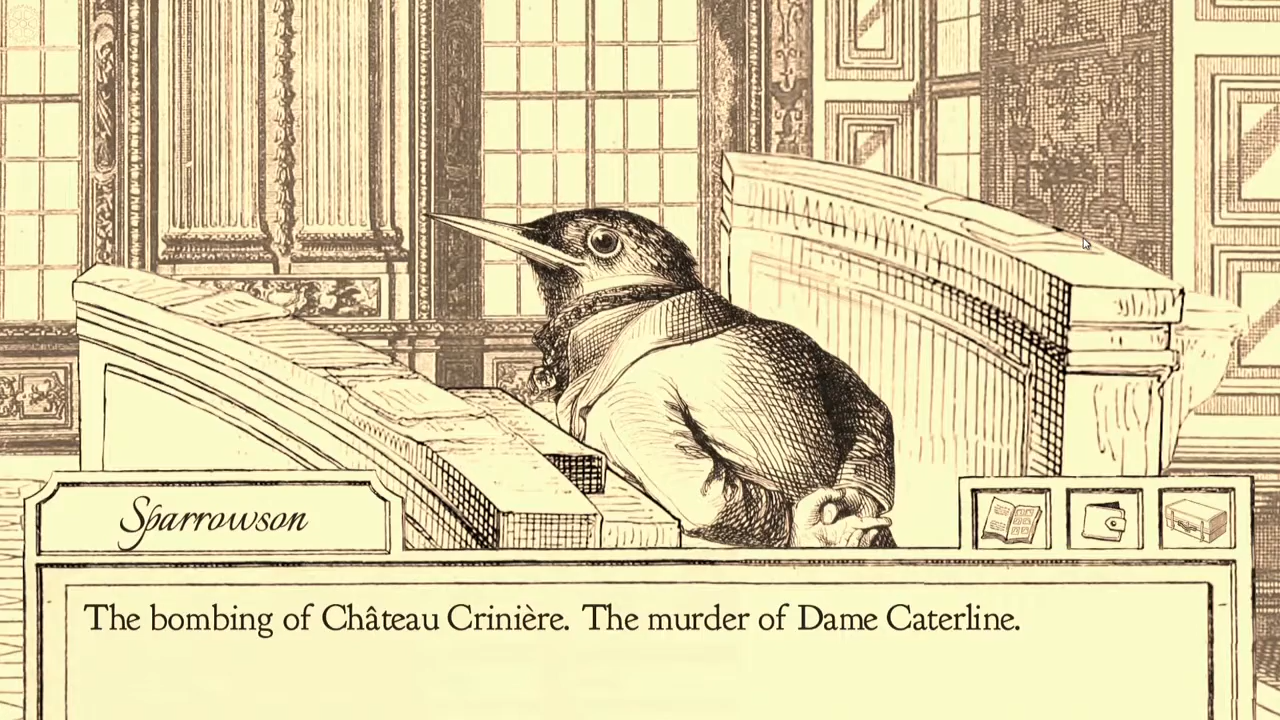 Sparrowson
The bombing of Château Crinière. The murder of Dame Caterline.